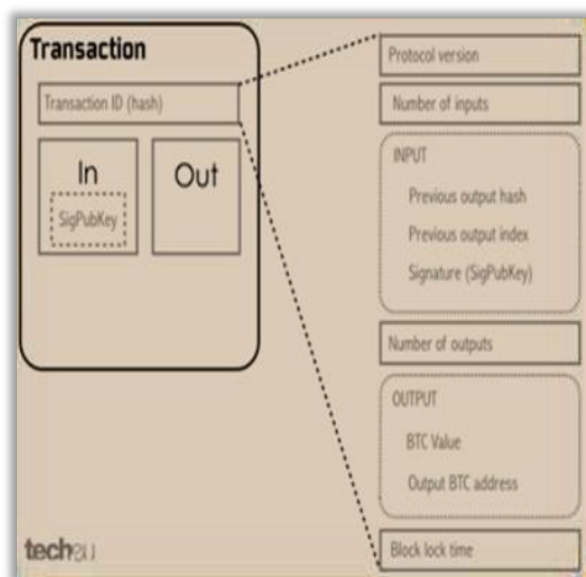 Transaction
Transaction ID (hash)
In
SigPubKey
Out
Protocol version
Number of inputs
INPUT
Previous output hash
Previous output index
Signature (SigPubKey)
Number of outputs
OUTPUT
BTC Value
Output BTC address
Block lock time
tech